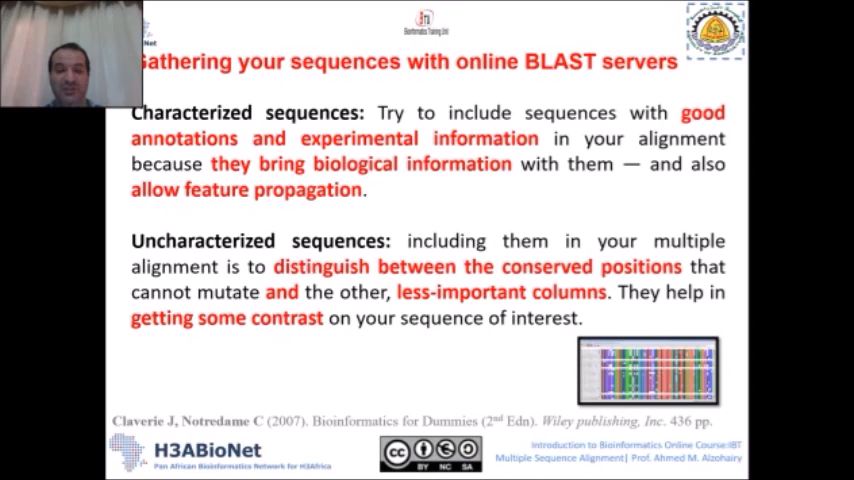 Bioinformatics Training Unit
Gathering your sequences with online BLAST servers
Characterized sequences: Try to include sequences with good
annotations and experimental information in your alignment
because they bring biological information with them — and also
allow feature propagation.
Uncharacterized sequences: including them in your multiple
alignment is to distinguish between the conserved positions that
cannot mutate and the other, less-important columns. They help in
getting some contrast on your sequence of interest.
Claverie J, Notredame C (2007). Bioinformatics for Dummies (2nd Edn). Wiley publishing, Inc. 436 pp.
H3ABioNet
Pan African Bioinformatics Network for H3Africa
CC BY NC SA
Introduction to Bioinformatics Online Course:IBT
Multiple Sequence Alignment| Prof. Ahmed M. Alzohairy